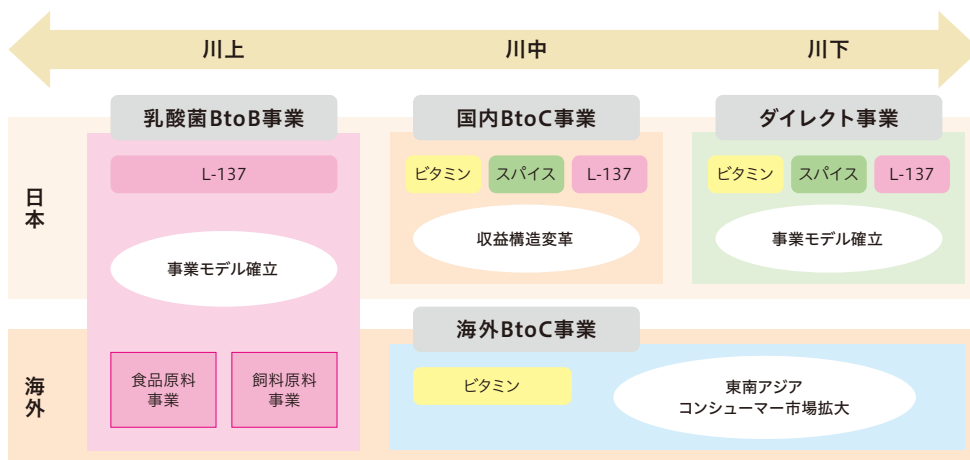 川上
川中
川下
日本
乳酸菌BtoB事業
L-137
事業モデル確立
国内BtoC事業
ビタミン
スパイス
L-137
収益構造変革
ダイレクト事業
ビタミン
スパイス
L-137
事業モデル確立
海外
食品原料
事業
飼料原料
事業
海外BtoC事業
ビタミン
東南アジア
コンシューマー市場拡大